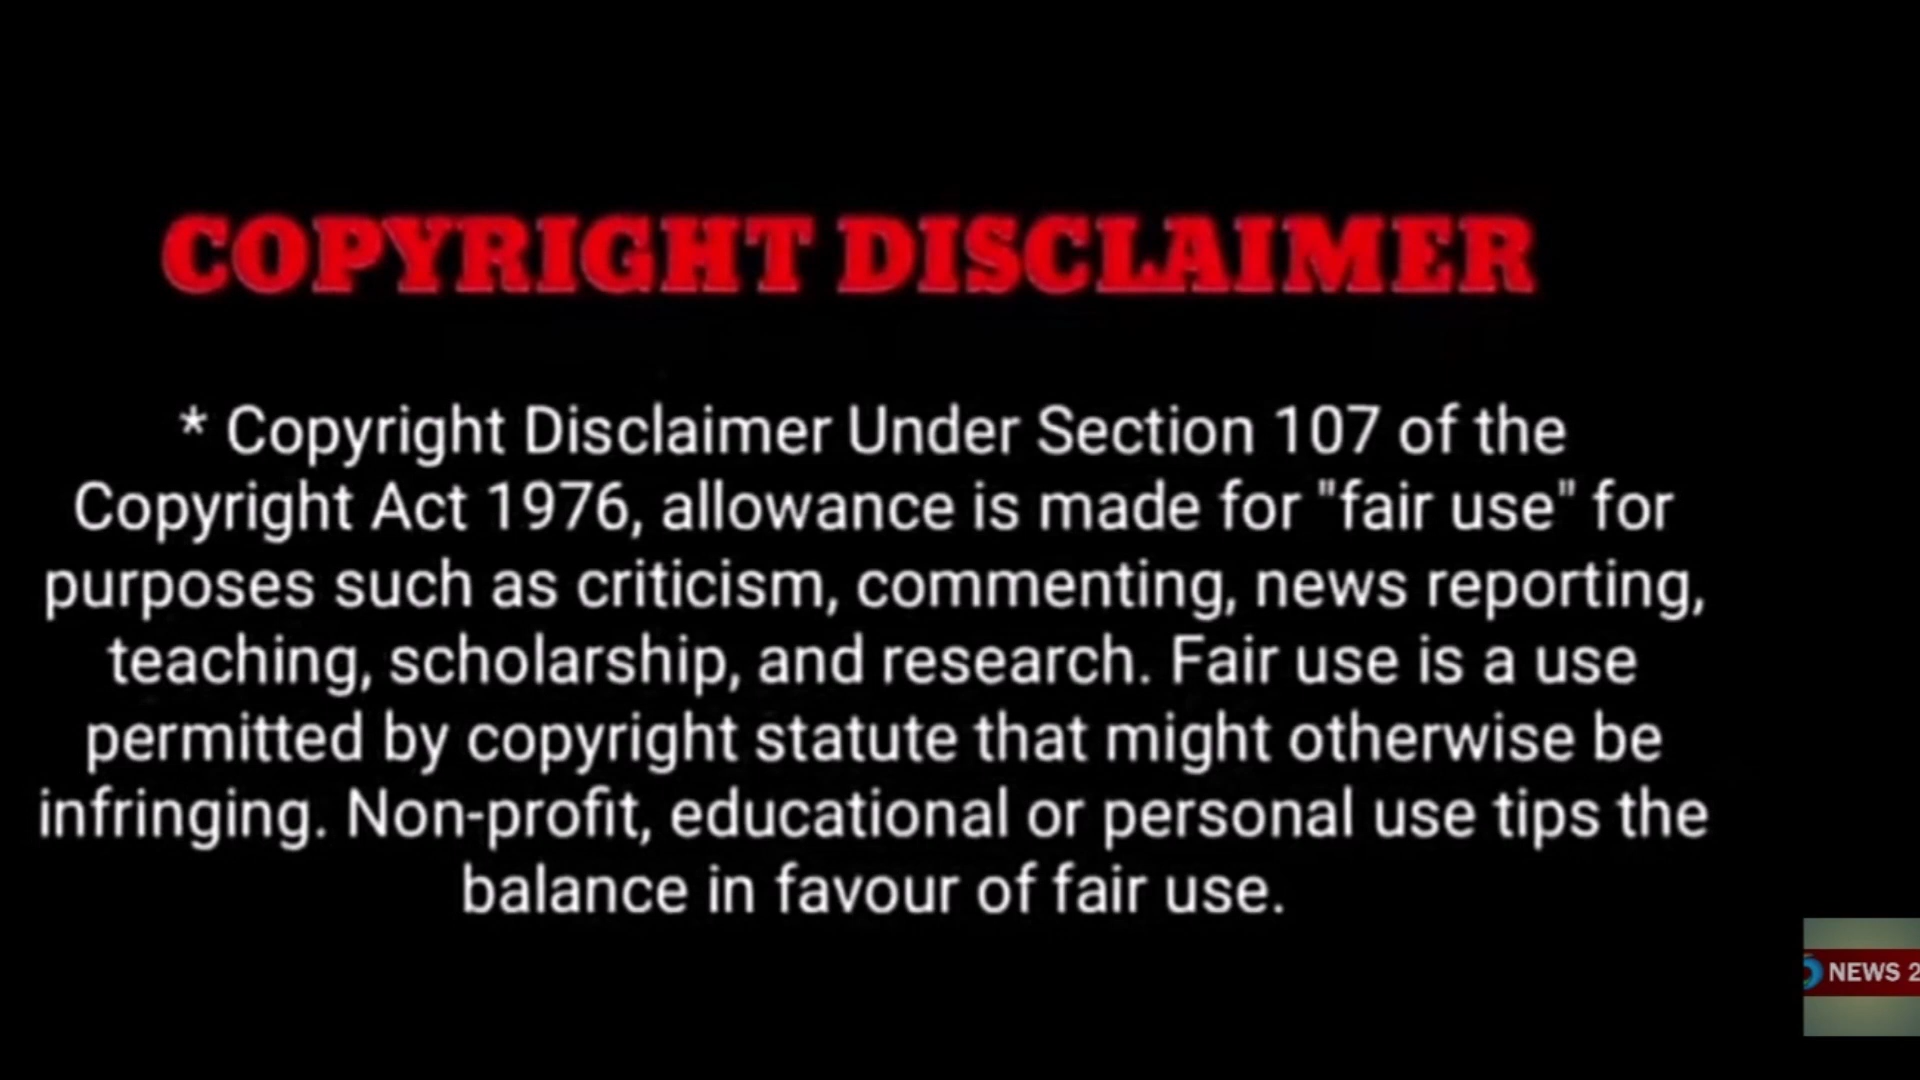 COPYRIGHT DISCLAIMER
* Copyright Disclaimer Under Section 107 of the
Copyright Act 1976, allowance is made for "fair use" for
purposes such as criticism, commenting, news reporting,
teaching, scholarship, and research. Fair use is a use
permitted by copyright statute that might otherwise be
infringing. Non-profit, educational or personal use tips the
balance in favour of fair use.
NEWS 2